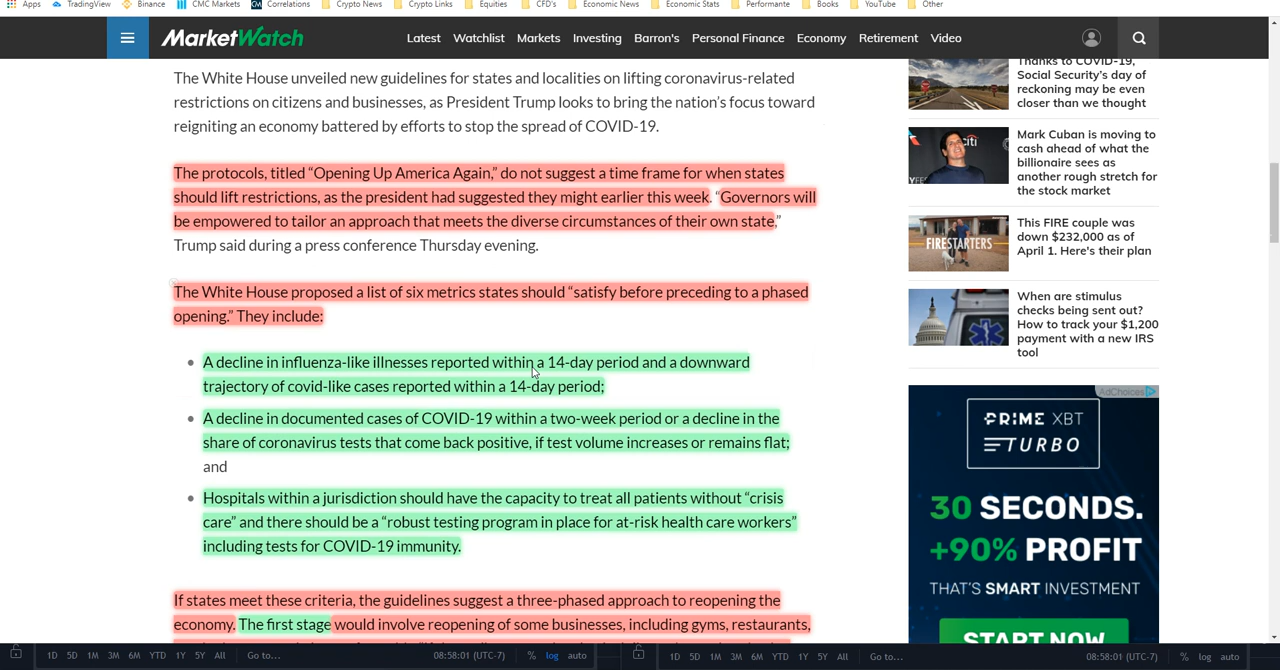 Apps TradingView Binance CMC Markets Correlations Crypto News Crypto Links Equities CFD's Economic News Economic Stats Performante Books YouTube Other
MarketWatch Latest Watchlist Markets Investing Barron's Personal Finance Economy Retirement Video
The White House unveiled new guidelines for states and localities on lifting coronavirus-related
restrictions on citizens and businesses, as President Trump looks to bring the nation's focus toward
reigniting an economy battered by efforts to stop the spread of COVID-19.
The protocols, titled “Opening Up America Again,” do not suggest a time frame for when states
should lift restrictions, as the president had suggested they might earlier this week. “Governors will
be empowered to tailor an approach that meets the diverse circumstances of their own state,”
Trump said during a press conference Thursday evening.
The White House proposed a list of six metrics states should “satisfy before preceding to a phased
opening.” They include:
A decline in influenza-like illnesses reported within a 14-day period and a downward
trajectory of covid-like cases reported within a 14-day period;
A decline in documented cases of COVID-19 within a two-week period or a decline in the
share of coronavirus tests that come back positive, if test volume increases or remains flat;
and
Hospitals within a jurisdiction should have the capacity to treat all patients without “crisis
care” and there should be a “robust testing program in place for at-risk health care workers”
including tests for COVID-19 immunity.
If states meet these criteria, the guidelines suggest a three-phased approach to reopening the
economy. The first stage would involve reopening of some businesses, including gyms, restaurants,
Thanks to COVID-19,
Social Security's day of
reckoning may be even
closer than we thought
Mark Cuban is moving to
cash ahead of what the
billionaire sees as
another rough stretch for
the stock market
FIRESTARTERS
This FIRE couple was
down $232,000 as of
April 1. Here's their plan
When are stimulus
checks being sent out?
How to track your $1,200
payment with a new IRS
tool
AdChoices
PRIME XBT
TURBO
30 SECONDS.
+90% PROFIT
THAT'S SMART INVESTMENT
START NOW
1D 5D 1M 3M 6M YTD 1Y 5Y All Go to... 08:58:01 (UTC-7) % log auto
1D 5D 1M 3M 6M YTD 1Y 5Y All Go to... 08:58:01 (UTC-7) % log auto